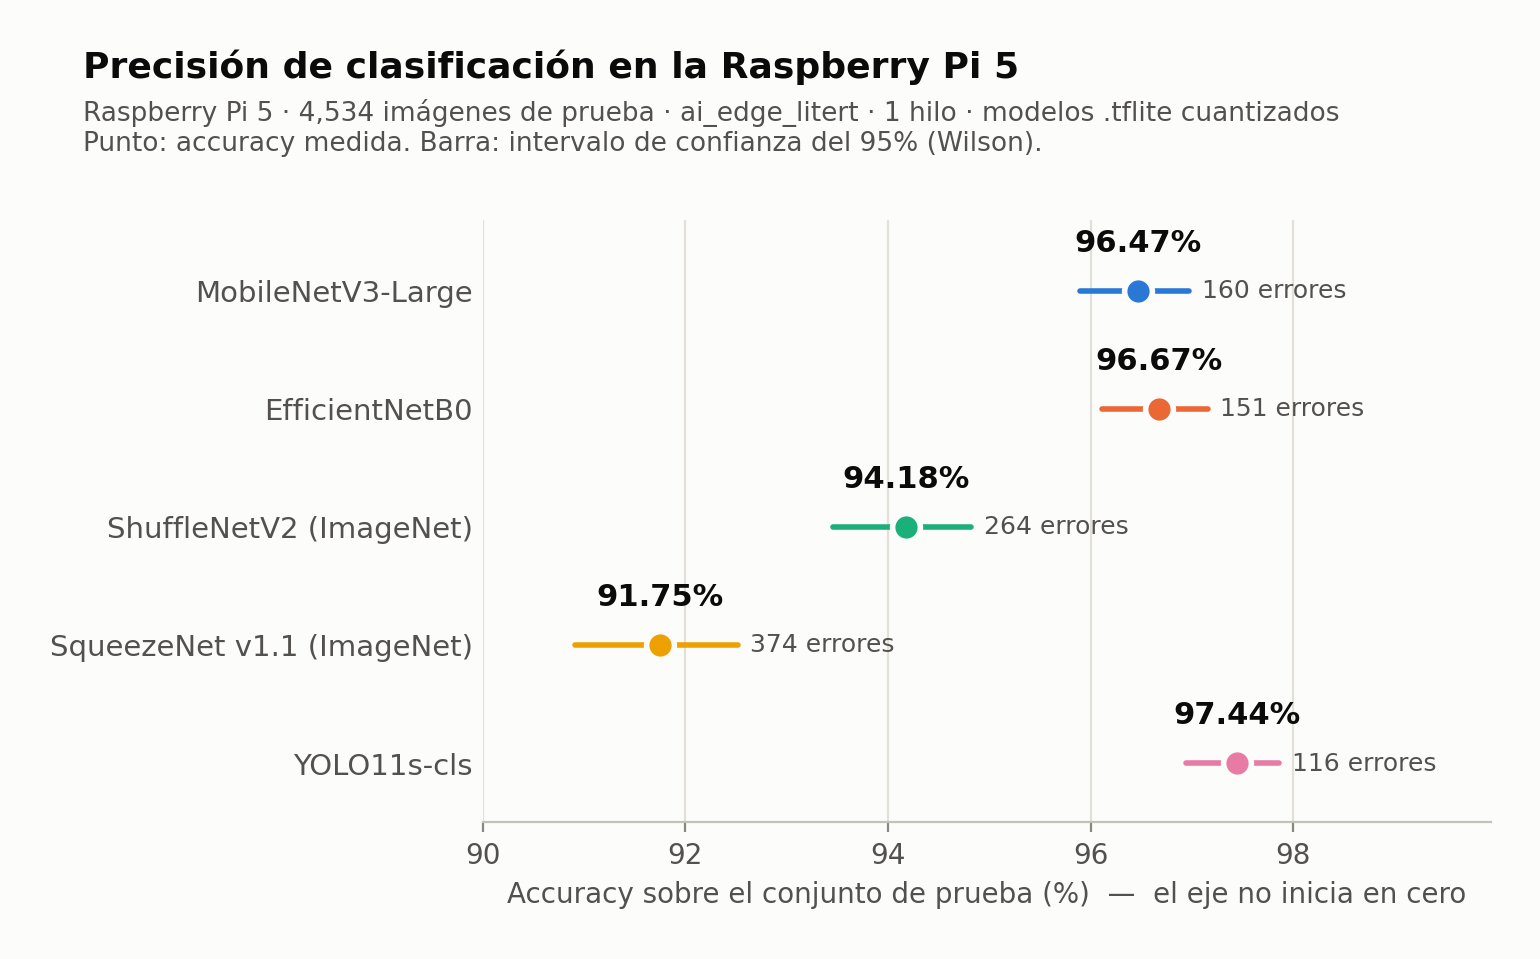 Precisión de clasificación en la Raspberry Pi 5
Raspberry Pi 5 · 4,534 imágenes de prueba · ai_edge_litert · 1 hilo · modelos .tflite cuantizados
Punto: accuracy medida. Barra: intervalo de confianza del 95% (Wilson).
96.47%
MobileNetV3-Large 160 errores
96.67%
EfficientNetB0 151 errores
94.18%
ShuffleNetV2 (ImageNet) 264 errores
91.75%
SqueezeNet v1.1 (ImageNet) 374 errores
97.44%
YOLO11s-cls 116 errores
90 92 94 96 98
Accuracy sobre el conjunto de prueba (%) — el eje no inicia en cero